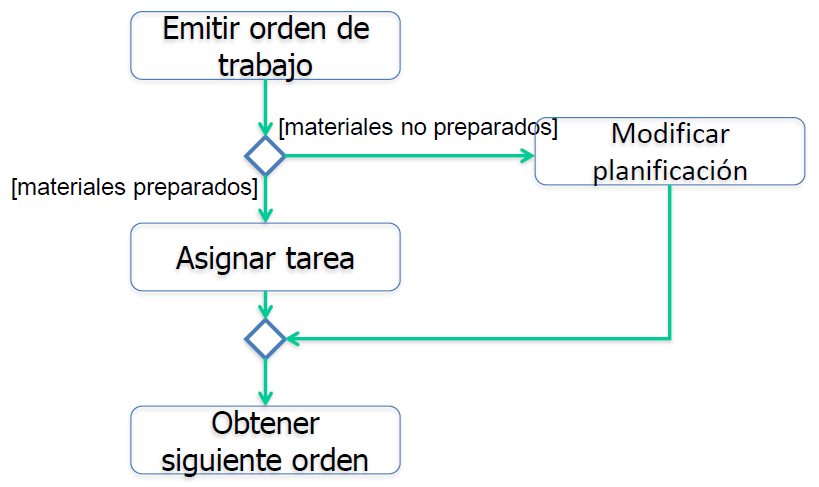 Emitir orden de
trabajo
[materiales no preparados]
Modificar
planificación
[materiales preparados]
Asignar tarea
Obtener
siguiente orden